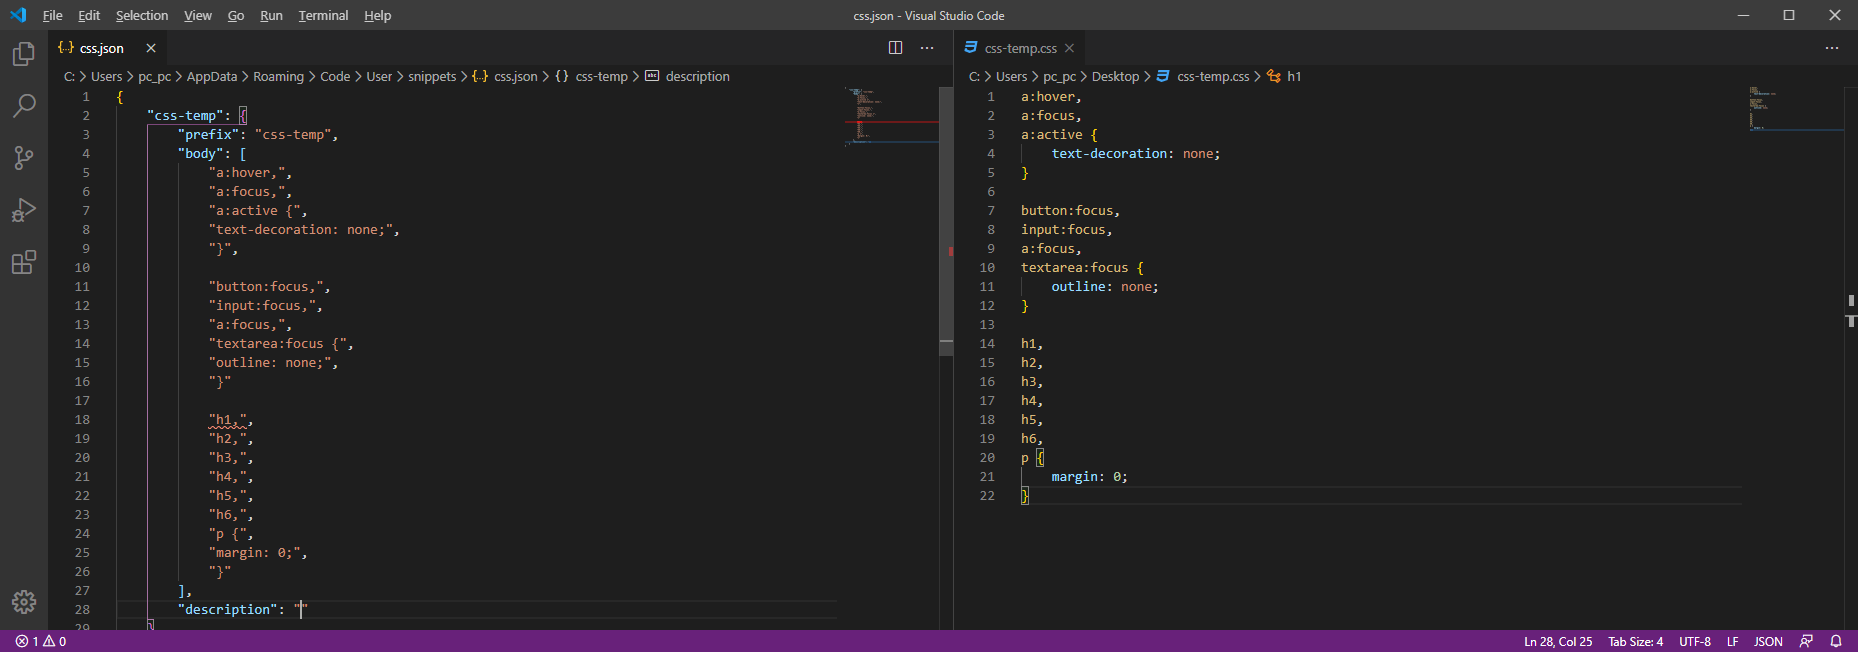 File Edit Selection View Go Run Terminal Help
css.json - Visual Studio Code
{..} css.json
C: > Users > pc_pc > AppData > Roaming > Code > User > snippets > {..} css.json > {} css-temp > abc description
1 {
2 "css-temp": {
3 "prefix": "css-temp",
4 "body": [
5 "a:hover,",
6 "a:focus,",
7 "a:active {",
8 "text-decoration: none;",
9 "}",
10
11 "button:focus,",
12 "input:focus,",
13 "a:focus,",
14 "textarea:focus {",
15 "outline: none;",
16 "}"
17
18 "h1,",
19 "h2,",
20 "h3,",
21 "h4,",
22 "h5,",
23 "h6,",
24 "p {",
25 "margin: 0;",
26 "}"
27 ],
28 "description": ""
29 }
css-temp.css
C: > Users > pc_pc > Desktop > css-temp.css > h1
1 a:hover,
2 a:focus,
3 a:active {
4 text-decoration: none;
5 }
6
7 button:focus,
8 input:focus,
9 a:focus,
10 textarea:focus {
11 outline: none;
12 }
13
14 h1,
15 h2,
16 h3,
17 h4,
18 h5,
19 h6,
20 p {
21 margin: 0;
22 }
1 0
Ln 28, Col 25 Tab Size: 4 UTF-8 LF JSON